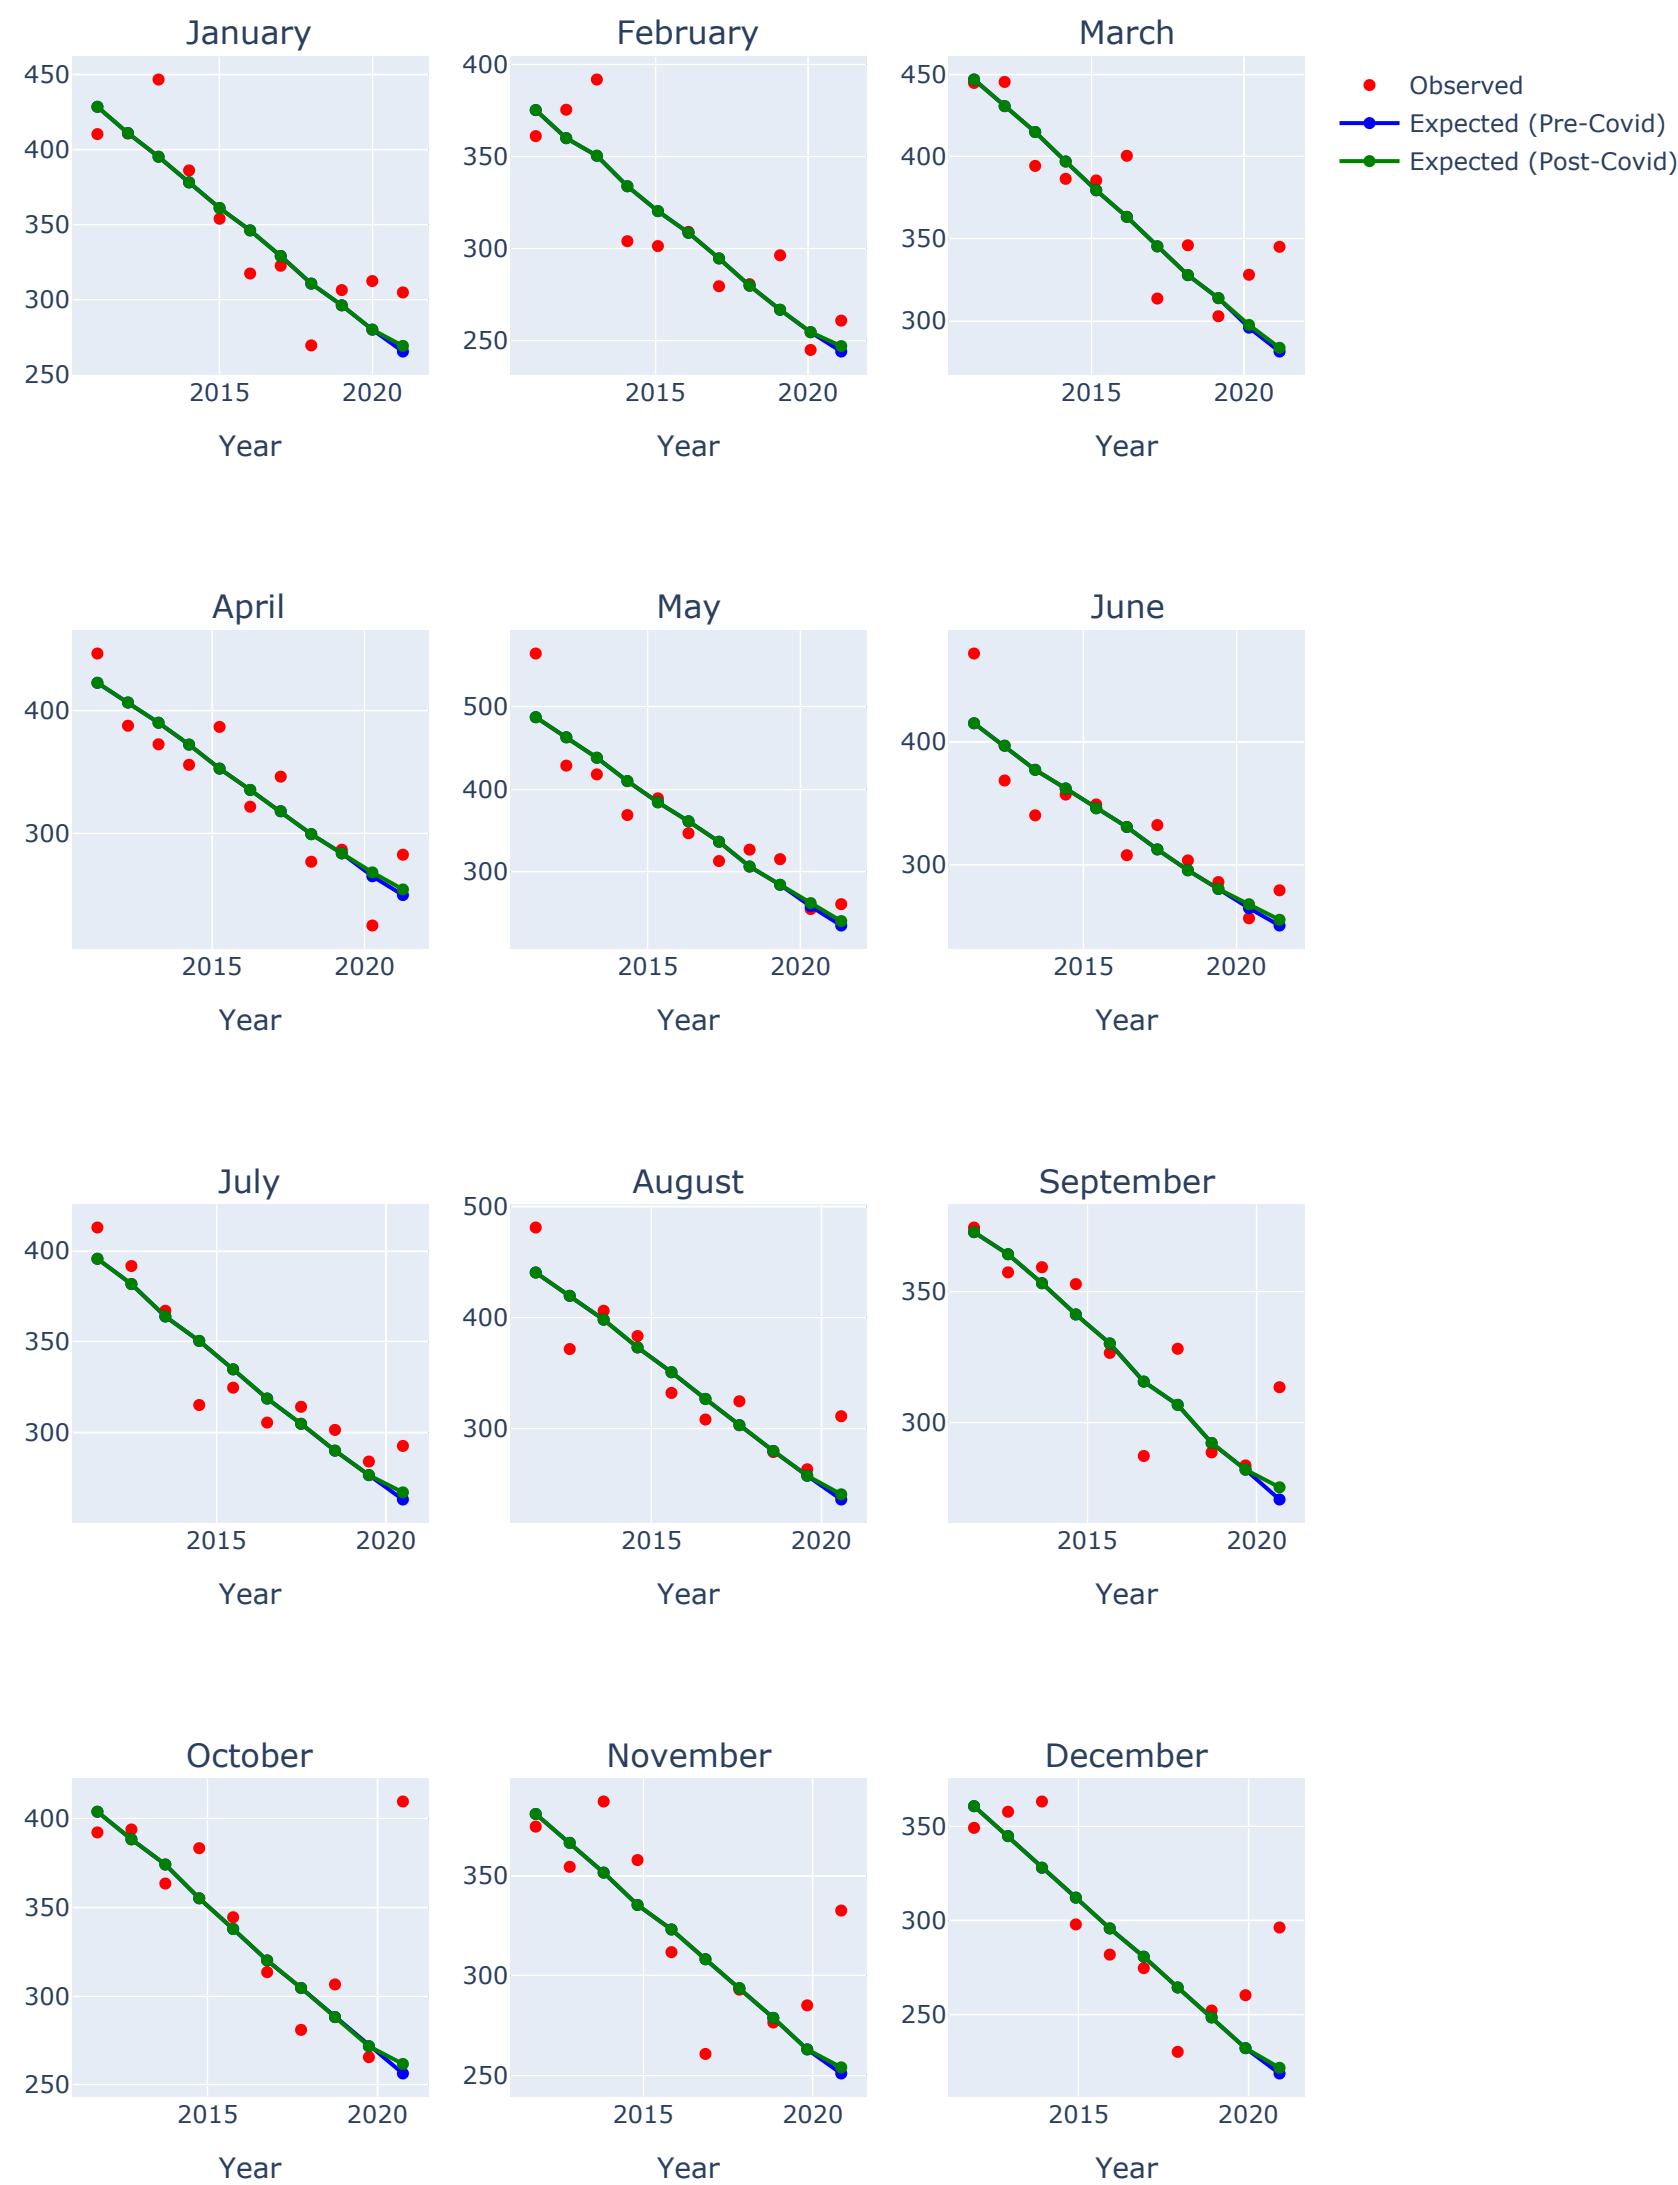 January
February
March
450
400
350
300
250
2015
2020
Year
400
350
300
250
2015
2020
Year
450
400
350
300
2015
2020
Year
Observed
Expected (Pre-Covid)
Expected (Post-Covid)
April
May
June
400
300
2015
2020
Year
500
400
300
2015
2020
Year
400
300
2015
2020
Year
July
August
September
400
350
300
2015
2020
Year
500
400
300
2015
2020
Year
350
300
2015
2020
Year
October
November
December
400
350
300
250
2015
2020
Year
350
300
250
2015
2020
Year
350
300
250
2015
2020
Year